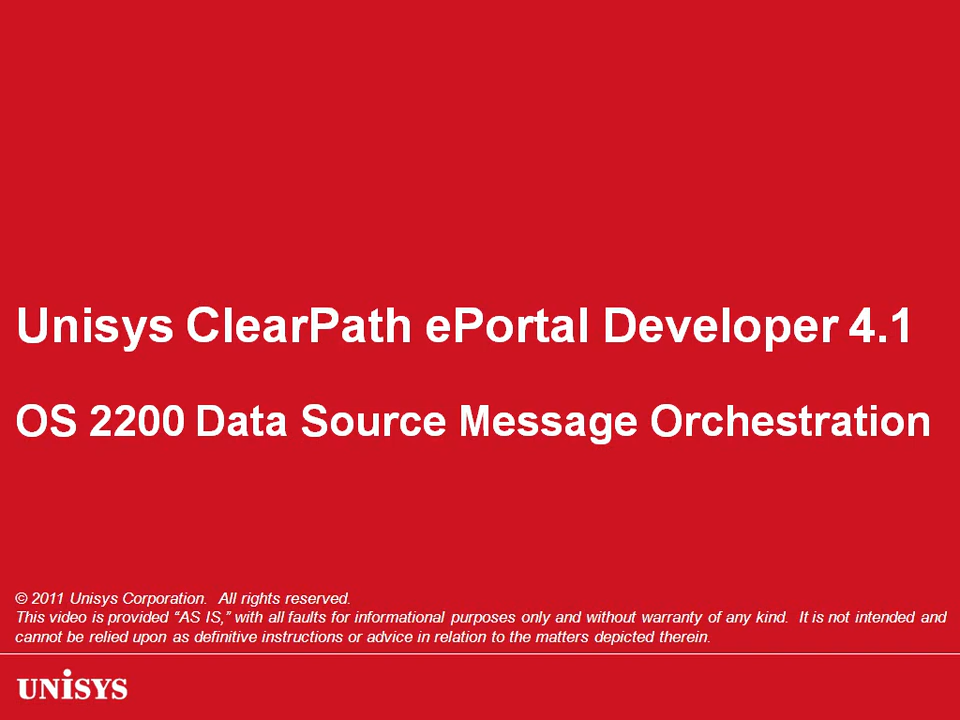 Unisys ClearPath ePortal Developer 4.1
OS 2200 Data Source Message Orchestration
© 2011 Unisys Corporation. All rights reserved.
This video is provided “AS IS,” with all faults for informational purposes only and without warranty of any kind. It is not intended and
cannot be relied upon as definitive instructions or advice in relation to the matters depicted therein.
UNiSYS